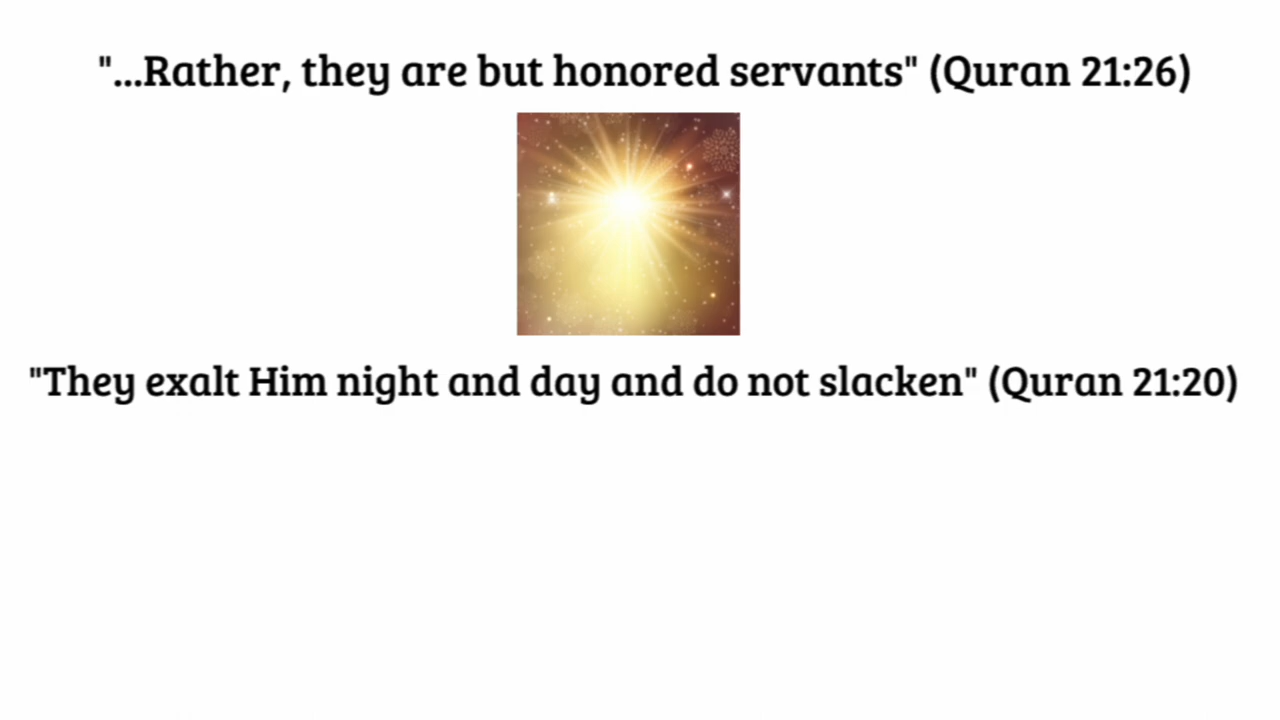 "...Rather, they are but honored servants" (Quran 21:26)
"They exalt Him night and day and do not slacken" (Quran 21:20)